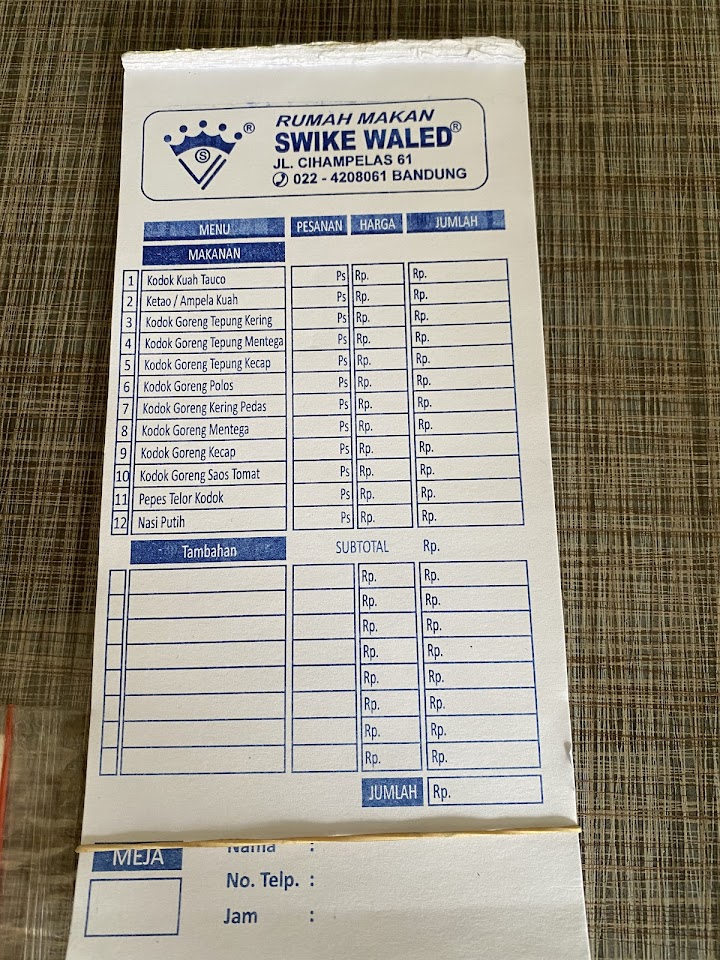 RUMAH MAKAN
SWIKE WALED®
JL. CIHAMPELAS 61
022 - 4208061 BANDUNG
S ®
MENU PESANAN HARGA JUMLAH
MAKANAN
1 Kodok Kuah Tauco Ps Rp. Rp.
2 Ketao / Ampela Kuah Ps Rp. Rp.
3 Kodok Goreng Tepung Kering Ps Rp. Rp.
4 Kodok Goreng Tepung Mentega Ps Rp. Rp.
5 Kodok Goreng Tepung Kecap Ps Rp. Rp.
6 Kodok Goreng Polos Ps Rp. Rp.
7 Kodok Goreng Kering Pedas Ps Rp. Rp.
8 Kodok Goreng Mentega Ps Rp. Rp.
9 Kodok Goreng Kecap Ps Rp. Rp.
10 Kodok Goreng Saos Tomat Ps Rp. Rp.
11 Pepes Telor Kodok Ps Rp. Rp.
12 Nasi Putih Ps Rp. Rp.
Tambahan SUBTOTAL Rp.
Rp. Rp.
Rp. Rp.
Rp. Rp.
Rp. Rp.
Rp. Rp.
Rp. Rp.
Rp. Rp.
Rp. Rp.
JUMLAH Rp.
MEJA Nama :
No. Telp. :
Jam :